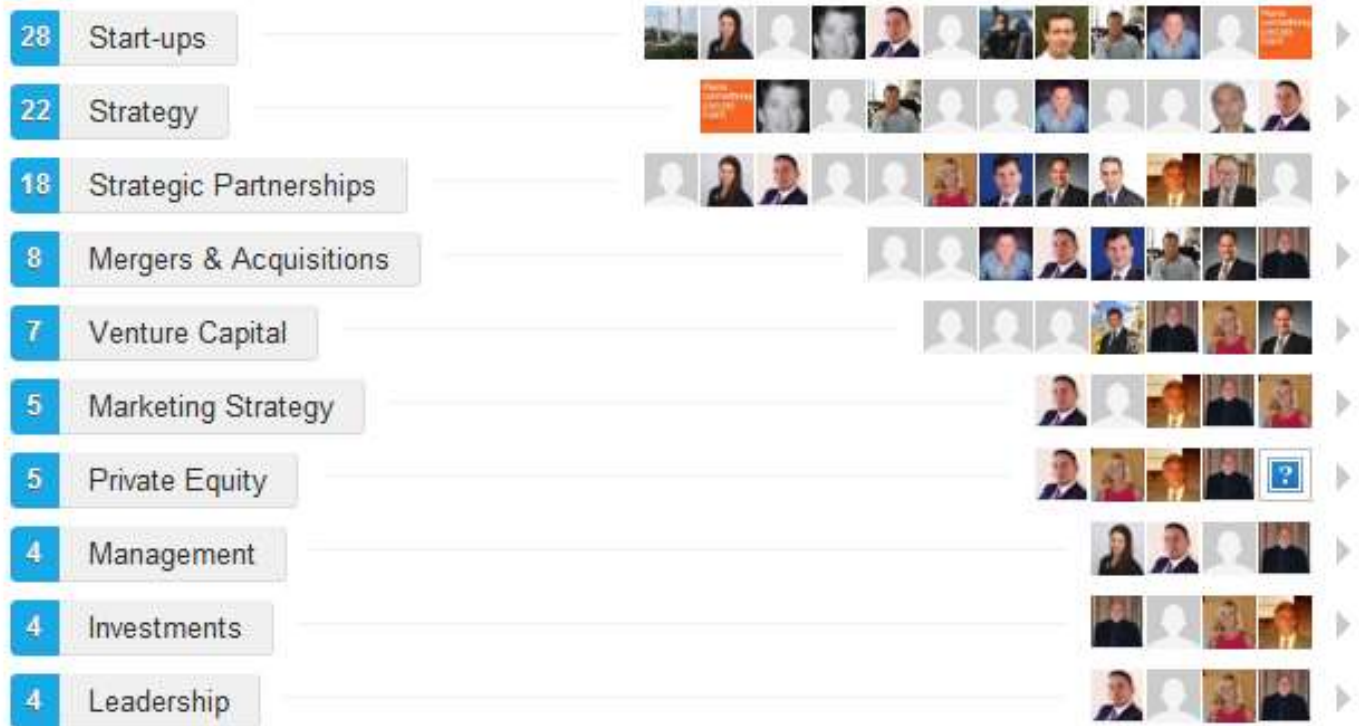 28 Start-ups
22 Strategy
18 Strategic Partnerships
8 Mergers & Acquisitions
7 Venture Capital
5 Marketing Strategy
5 Private Equity
?
4 Management
4 Investments
4 Leadership